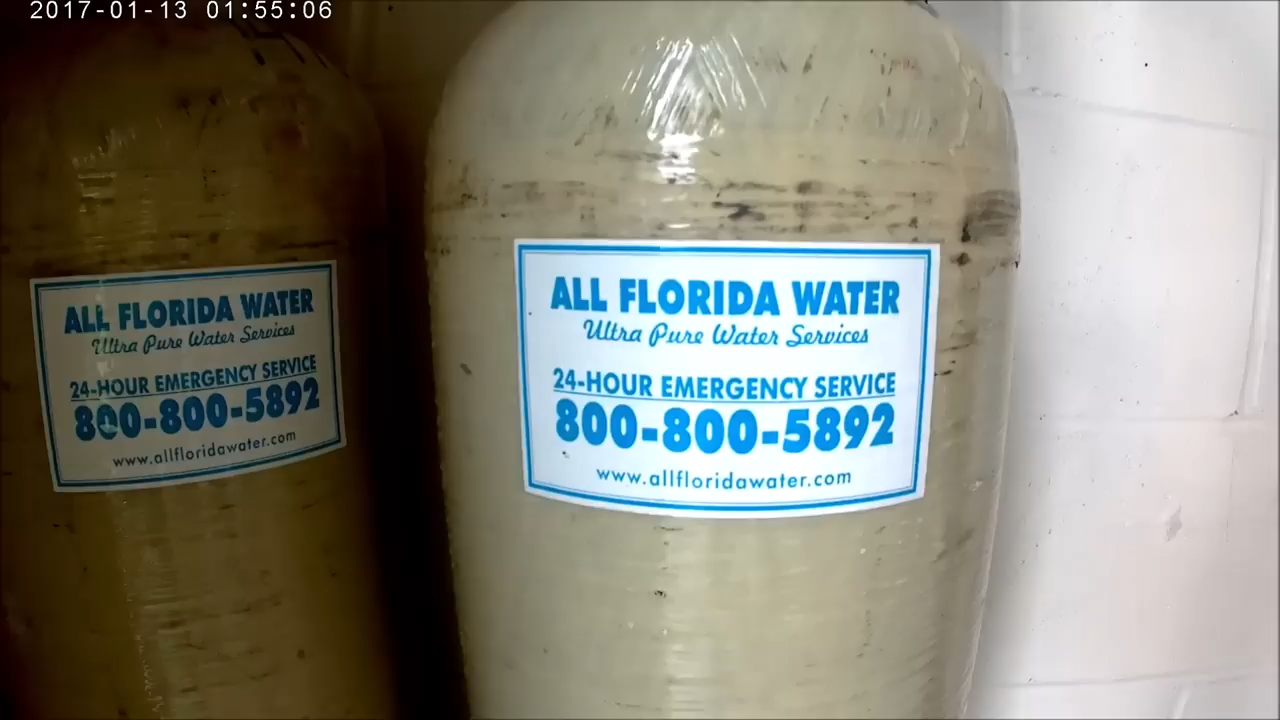 2017-01-13 01:55:06
ALL FLORIDA WATER
Ultra Pure Water Services
24-HOUR EMERGENCY SERVICE
800-800-5892
www.allfloridawater.com
ALL FLORIDA WATER
Ultra Pure Water Services
24-HOUR EMERGENCY SERVICE
800-800-5892
www.allfloridawater.com